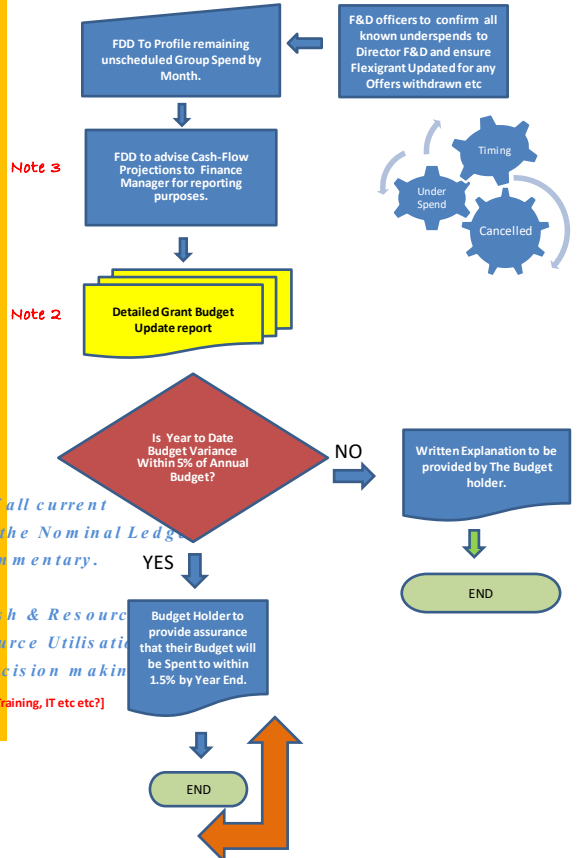 FDD To Profile remaining
unscheduled Group Spend by
Month.
F&D officers to confirm all
known underspends to
Director F&D and ensure
Flexigrant Updated for any
Offers withdrawn etc
Timing
Under
Spend
Cancelled
Note 3
FDD to advise Cash-Flow
Projections to Finance
Manager for reporting
purposes.
Note 2
Detailed Grant Budget
Update report
Is Year to Date
Budget Variance
Within 5% of Annual
Budget?
NO
Written Explanation to be
provided by The Budget
holder.
END
all current
the Nominal Ledge
mmentary.
YES
sh & Resourc
urce Utilisatio
cision makin
Training, IT etc etc?]
Budget Holder to
provide assurance
that their Budget will
be Spent to within
1.5% by Year End.
END